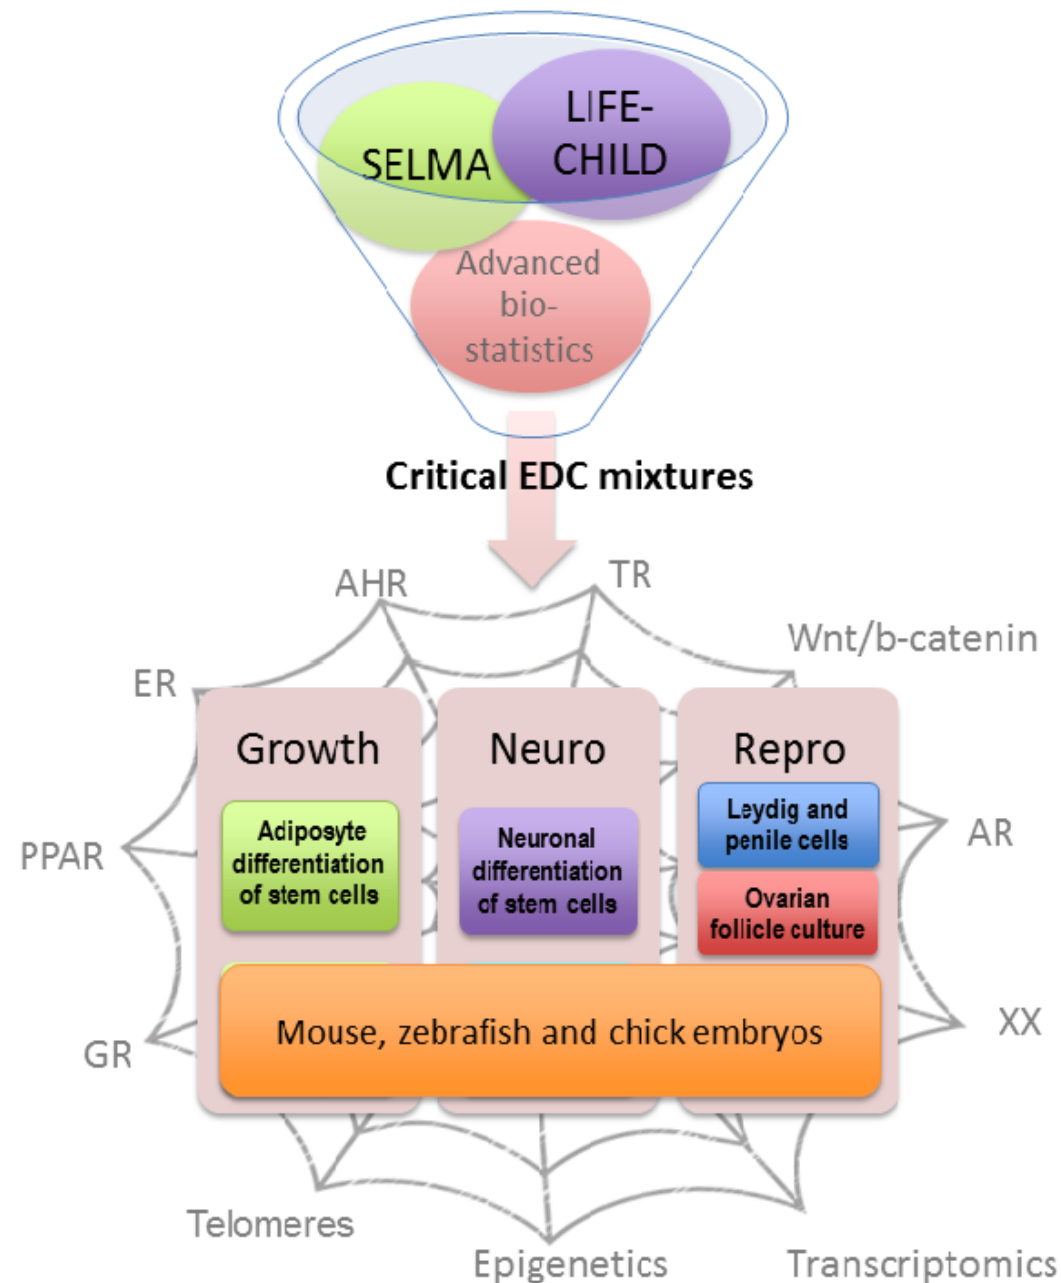 LIFE-
CHILD
SELMA
Advanced
bio-
statistics
Critical EDC mixtures
AHR
TR
Wnt/b-catenin
ER
Growth
Neuro
Repro
Adiposyte
differentiation
of stem cells
Neuronal
differentiation
of stem cells
Leydig and
penile cells
Ovarian
follicle culture
PPAR
AR
Mouse, zebrafish and chick embryos
GR
XX
Telomeres
Epigenetics
Transcriptomics